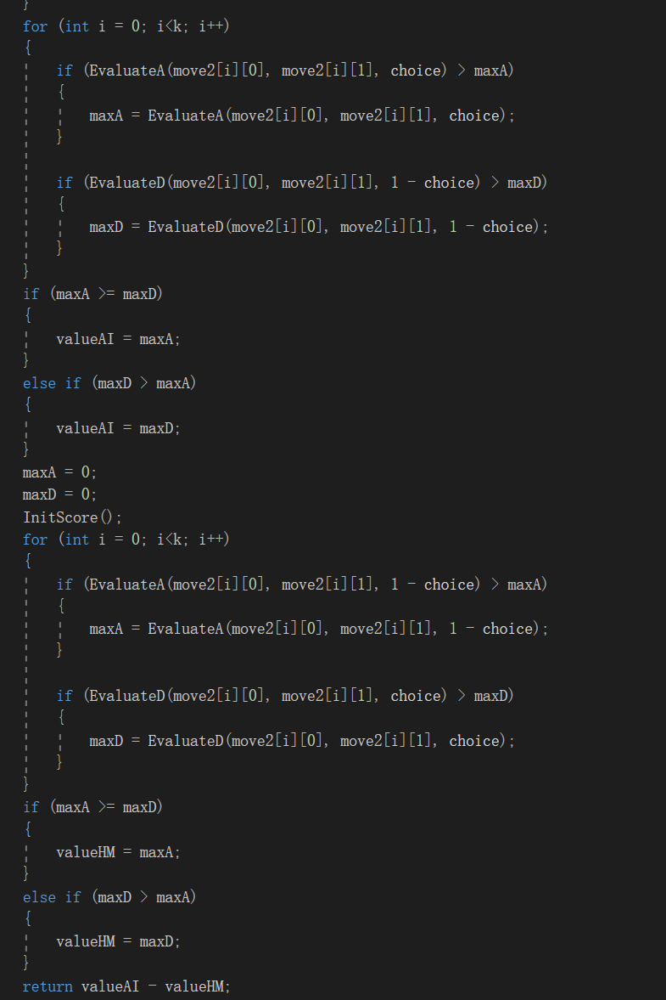 }
for (int i = 0; i<k; i++)
{
if (EvaluateA(move2[i][0], move2[i][1], choice) > maxA)
{
maxA = EvaluateA(move2[i][0], move2[i][1], choice);
}
if (EvaluateD(move2[i][0], move2[i][1], 1 - choice) > maxD)
{
maxD = EvaluateD(move2[i][0], move2[i][1], 1 - choice);
}
}
if (maxA >= maxD)
{
valueAI = maxA;
}
else if (maxD > maxA)
{
valueAI = maxD;
}
maxA = 0;
maxD = 0;
InitScore();
for (int i = 0; i<k; i++)
{
if (EvaluateA(move2[i][0], move2[i][1], 1 - choice) > maxA)
{
maxA = EvaluateA(move2[i][0], move2[i][1], 1 - choice);
}
if (EvaluateD(move2[i][0], move2[i][1], choice) > maxD)
{
maxD = EvaluateD(move2[i][0], move2[i][1], choice);
}
}
if (maxA >= maxD)
{
valueHM = maxA;
}
else if (maxD > maxA)
{
valueHM = maxD;
}
return valueAI - valueHM;